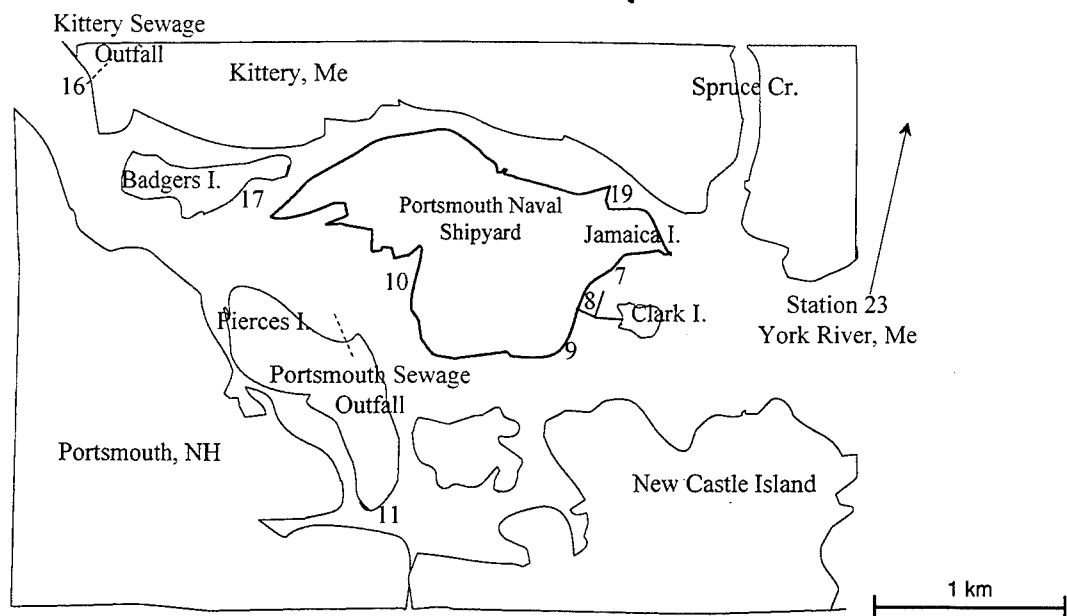 Kittery Sewage
Outfall
16
Kittery, Me
Spruce Cr.
Badgers I.
17
19
Portsmouth Naval
Shipyard
Jamaica I.
7
10
8
Clark I.
Station 23
York River, Me
Pierces I.
9
Portsmouth Sewage
Outfall
Portsmouth, NH
New Castle Island
11
1 km